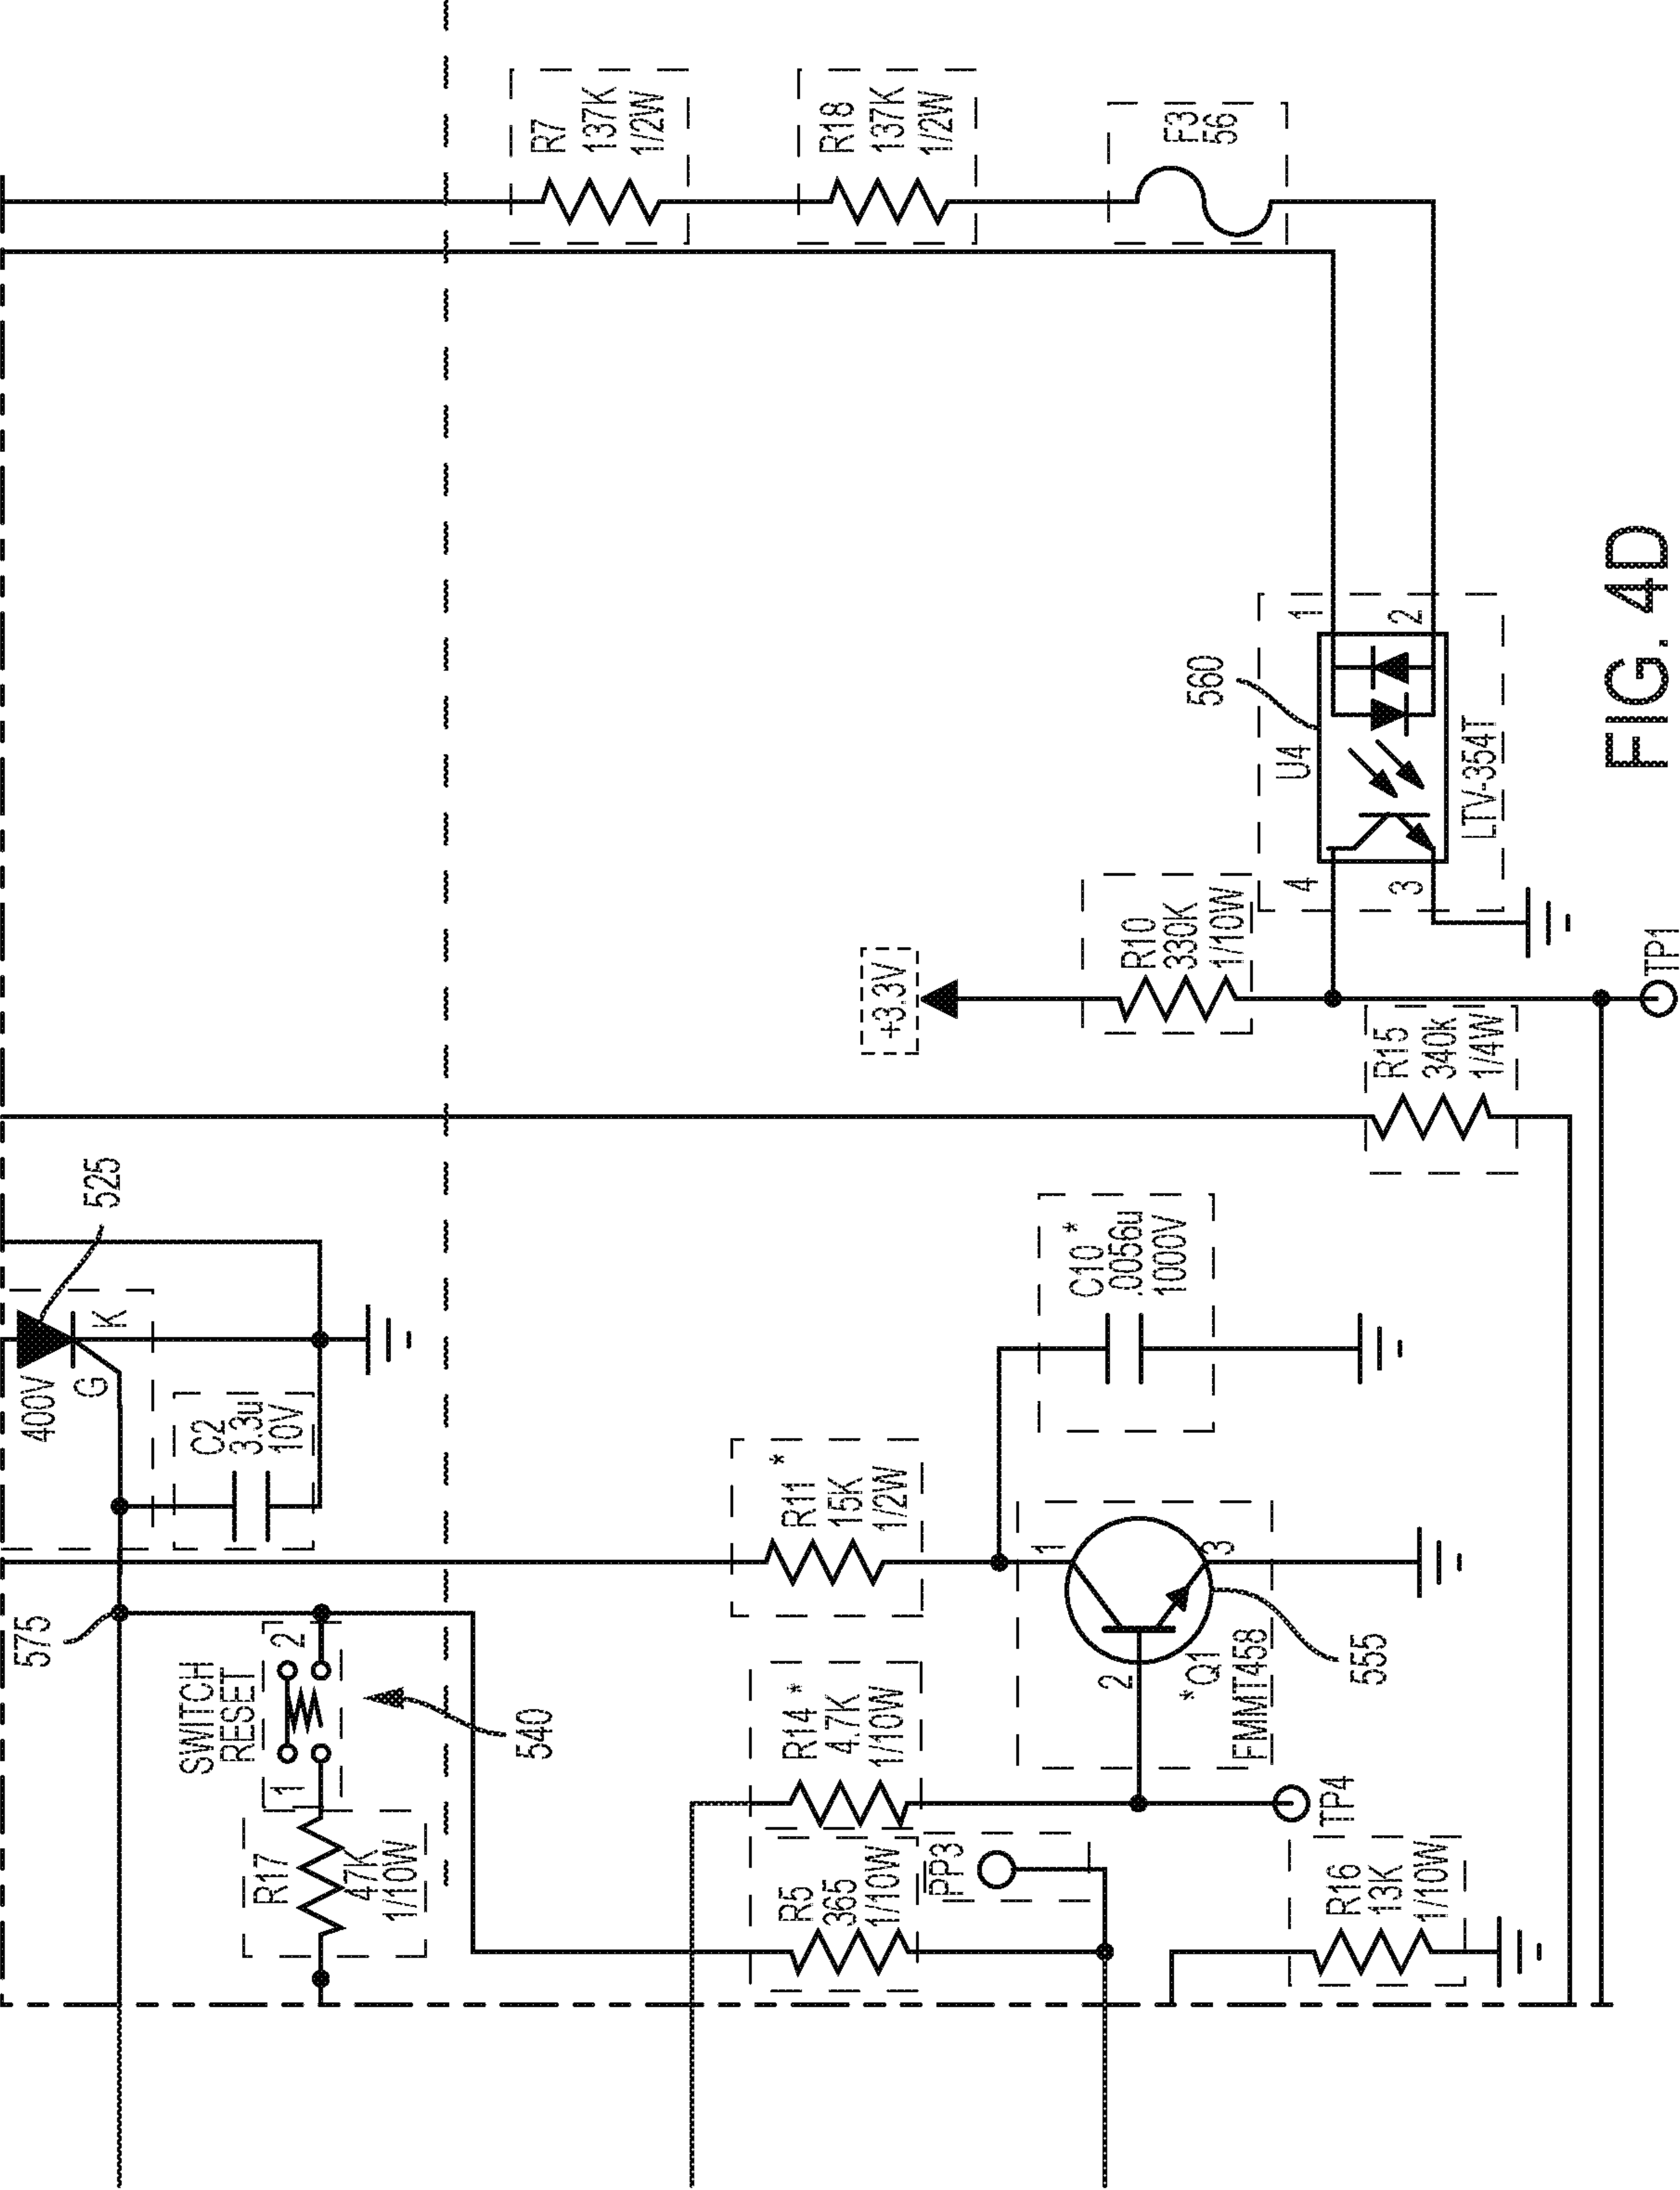 R7
137K
1/2W
R18
137K
1/2W
F3
56
525
400V
G
K
C2
3.3u
10V
575
SWITCH
RESET
1
2
540
R17
47K
1/10W
+3.3V
R10
330K
1/10W
560
U4
1
2
4
3
LTV-354T
R15
340k
1/4W
TP1
R11 *
15K
1/2W
C10 *
.0056u
1000V
R14 *
4.7K
1/10W
1
2
3
*Q1
FMMT458
555
TP4
R5
365
1/10W
PP3
R16
13K
1/10W
FIG. 4D